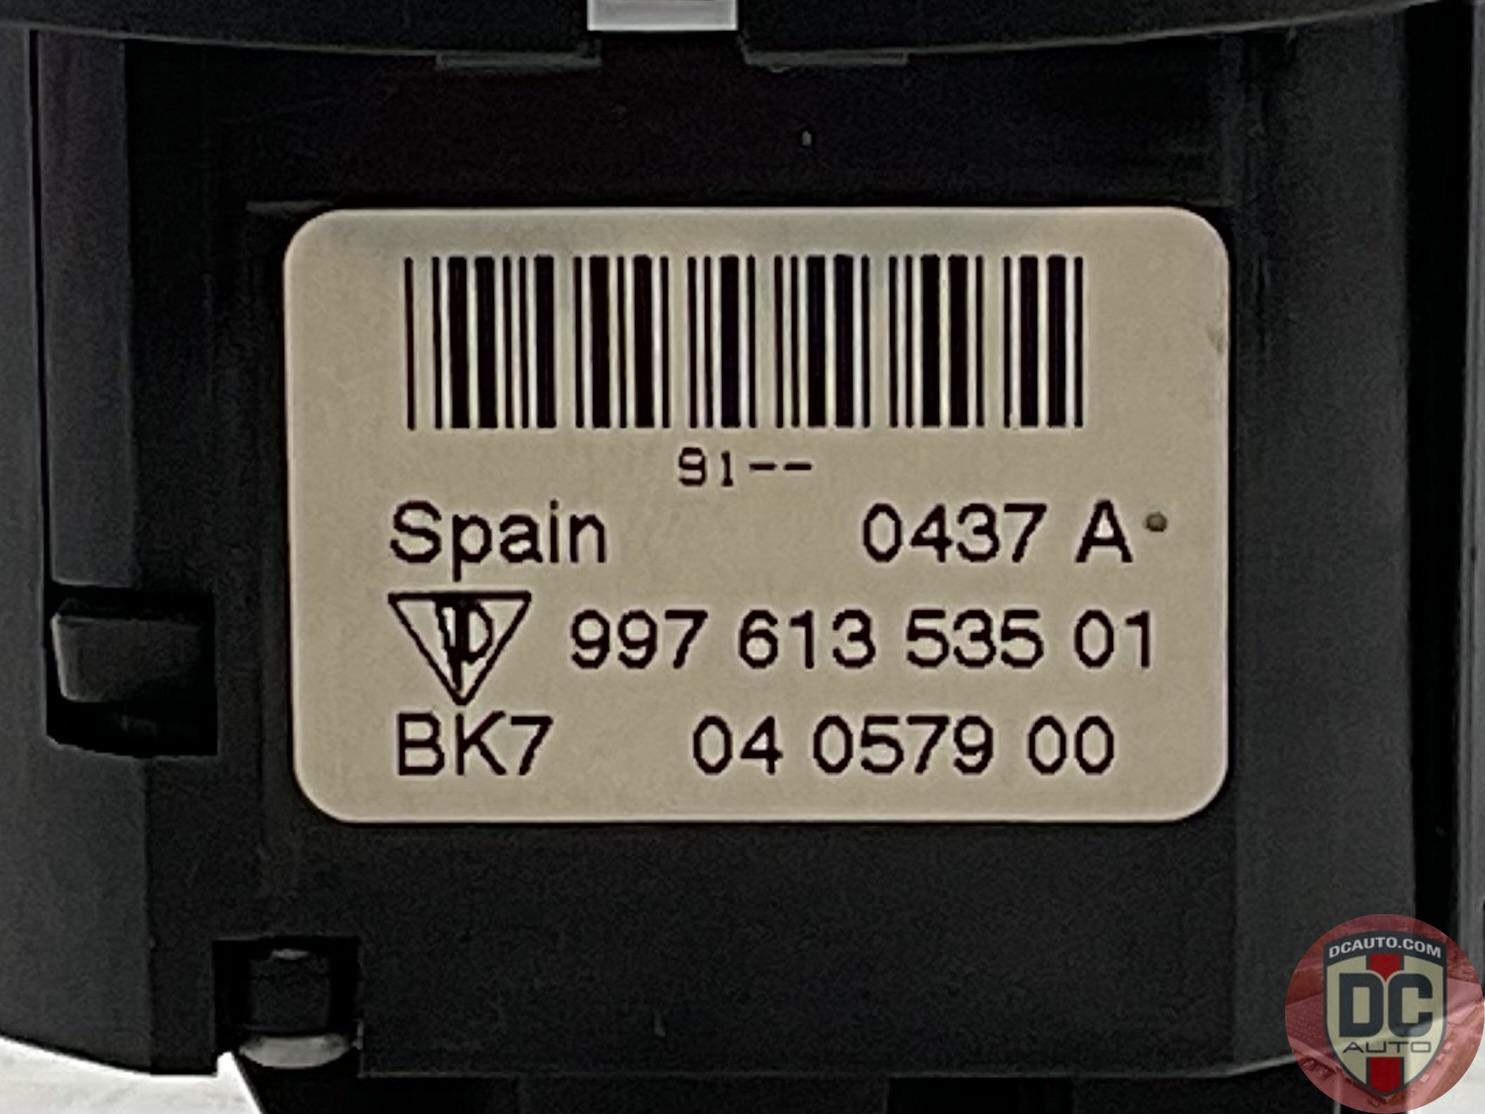 91--
Spain 0437 A
997 613 535 01
BK7 04 0579 00
DCAUTO.COM
DC
AUTO